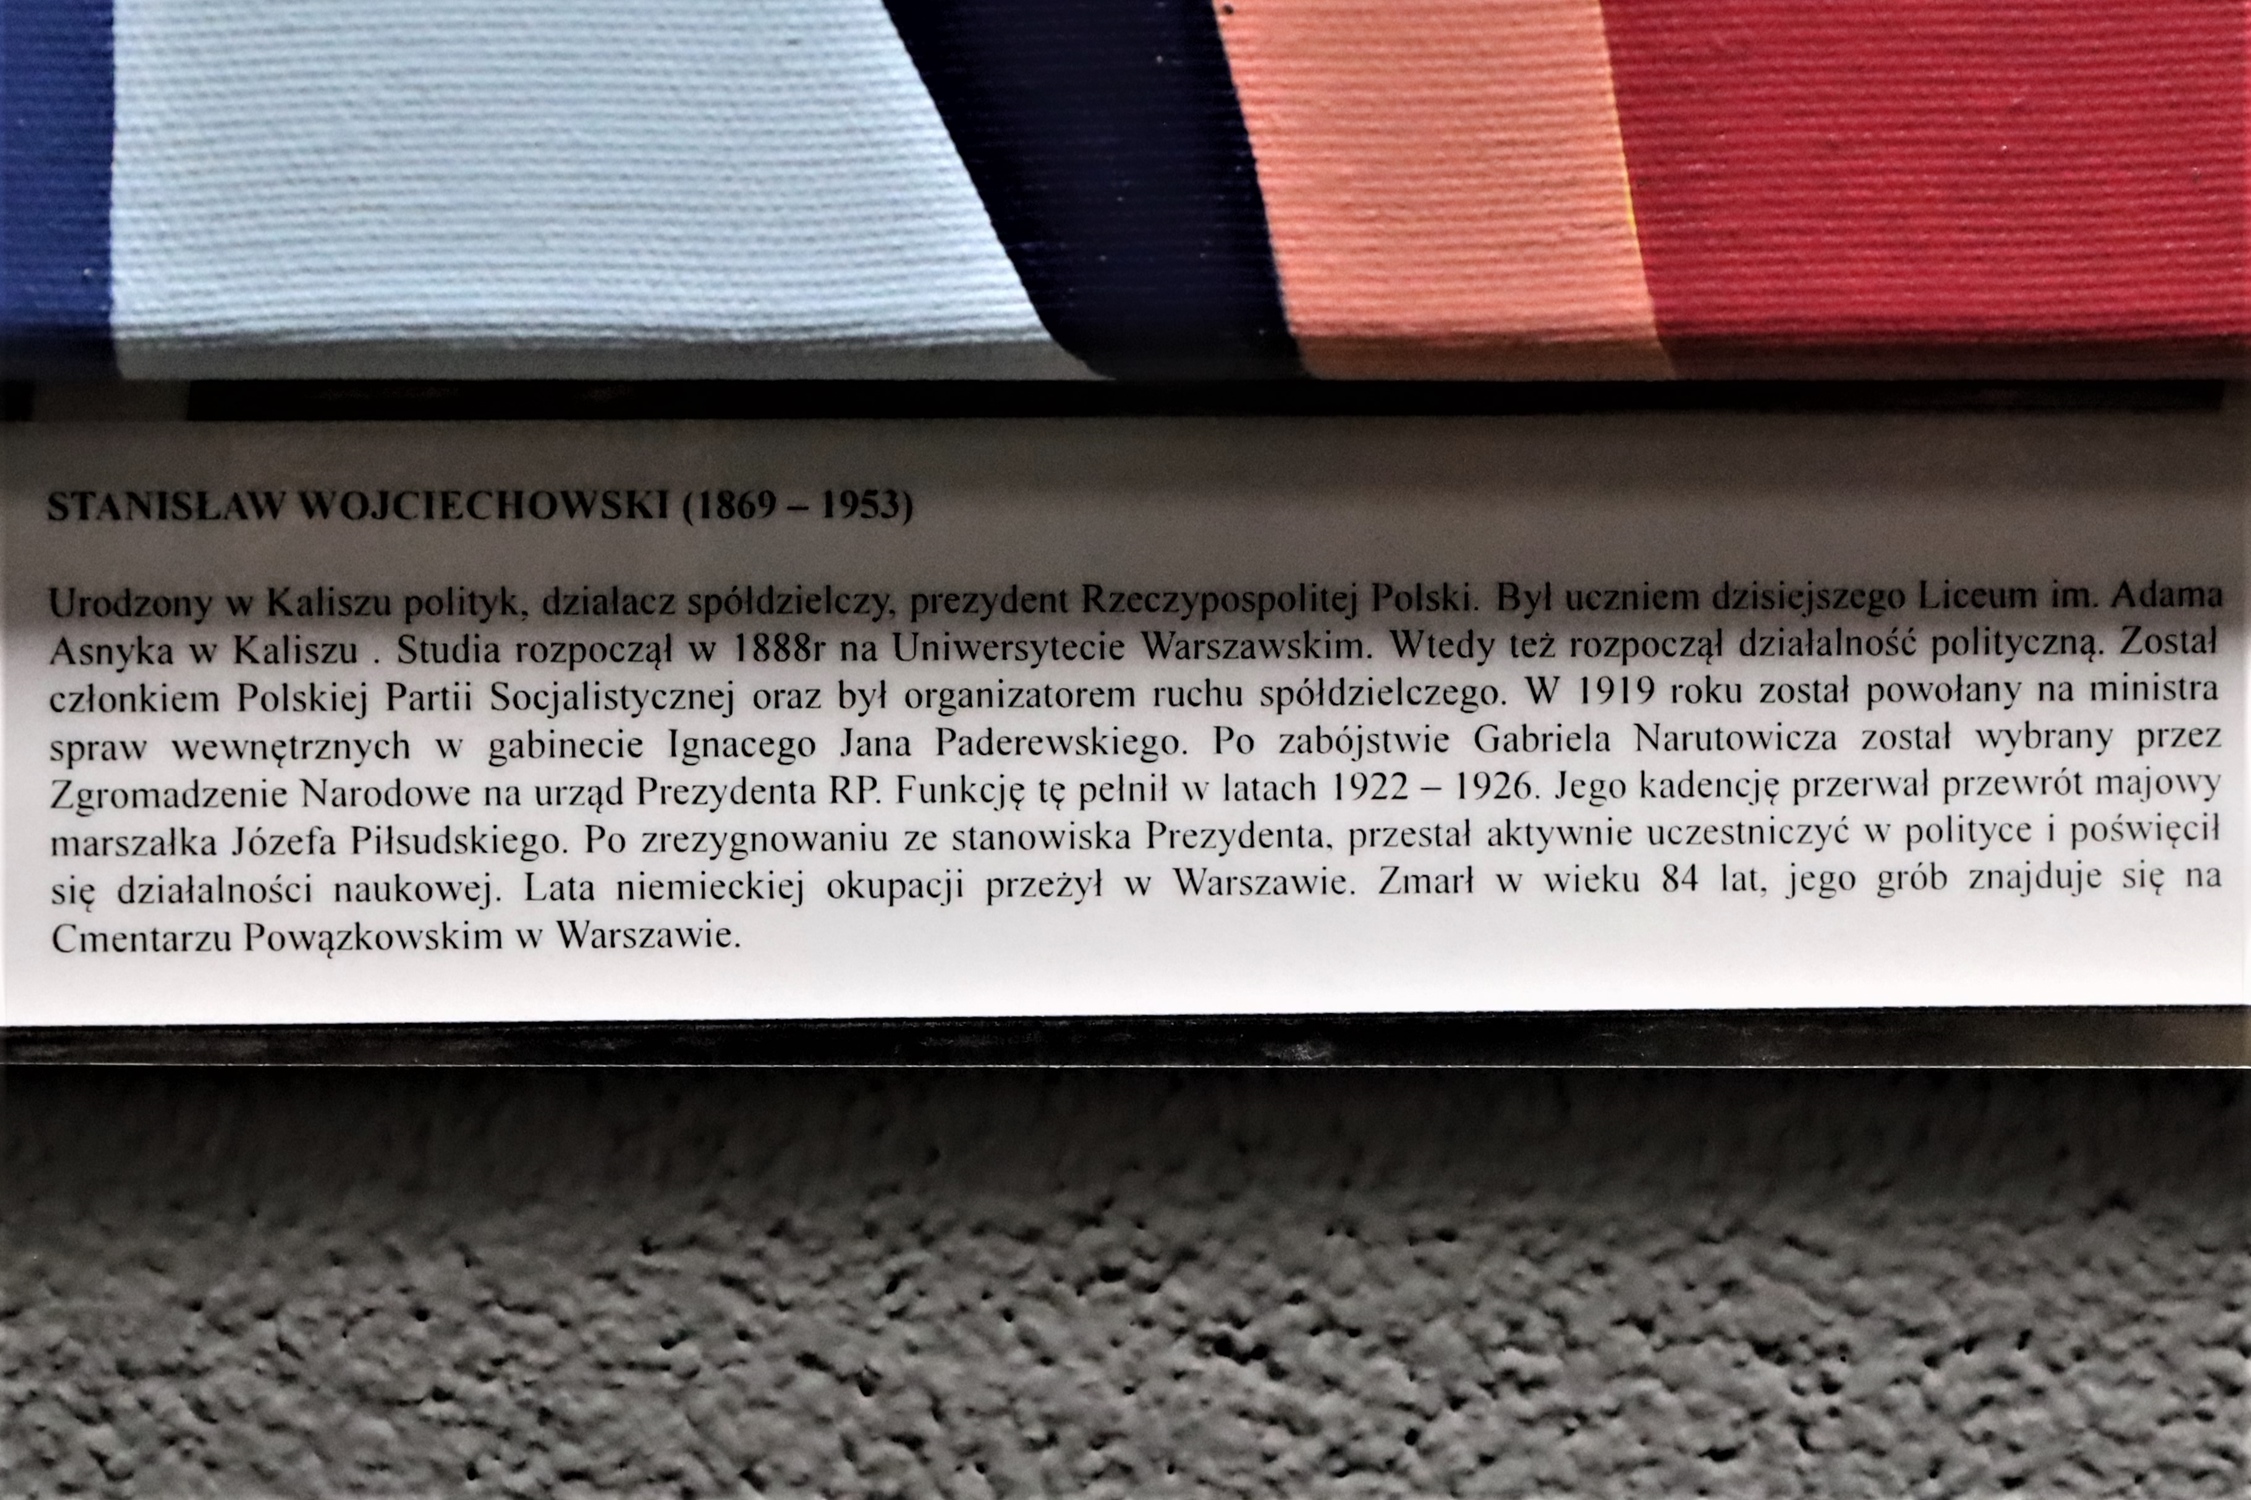 STANISŁAW WOJCIECHOWSKI (1869 – 1953)
Urodzony w Kaliszu polityk, działacz spółdzielczy, prezydent Rzeczypospolitej Polski. Był uczniem dzisiejszego Liceum im. Adama
Asnyka w Kaliszu . Studia rozpoczął w 1888r na Uniwersytecie Warszawskim. Wtedy też rozpoczął działalność polityczną. Został
członkiem Polskiej Partii Socjalistycznej oraz był organizatorem ruchu spółdzielczego. W 1919 roku został powołany na ministra
spraw wewnętrznych w gabinecie Ignacego Jana Paderewskiego. Po zabójstwie Gabriela Narutowicza został wybrany przez
Zgromadzenie Narodowe na urząd Prezydenta RP. Funkcję tę pełnił w latach 1922 – 1926. Jego kadencję przerwał przewrót majowy
marszałka Józefa Piłsudskiego. Po zrezygnowaniu ze stanowiska Prezydenta, przestał aktywnie uczestniczyć w polityce i poświęcił
się działalności naukowej. Lata niemieckiej okupacji przeżył w Warszawie. Zmarł w wieku 84 lat, jego grób znajduje się na
Cmentarzu Powązkowskim w Warszawie.